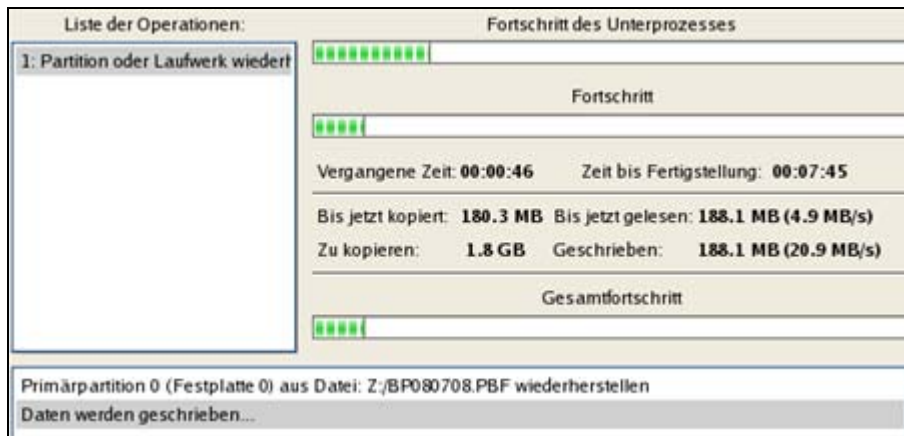 Liste der Operationen:
1: Partition oder Laufwerk wiederh
Fortschritt des Unterprozesses
Fortschritt
Vergangene Zeit: 00:00:46 Zeit bis Fertigstellung: 00:07:45
Bis jetzt kopiert: 180.3 MB Bis jetzt gelesen: 188.1 MB (4.9 MB/s)
Zu kopieren: 1.8 GB Geschrieben: 188.1 MB (20.9 MB/s)
Gesamtfortschritt
Primärpartition 0 (Festplatte 0) aus Datei: Z:/BP080708.PBF wiederherstellen
Daten werden geschrieben...